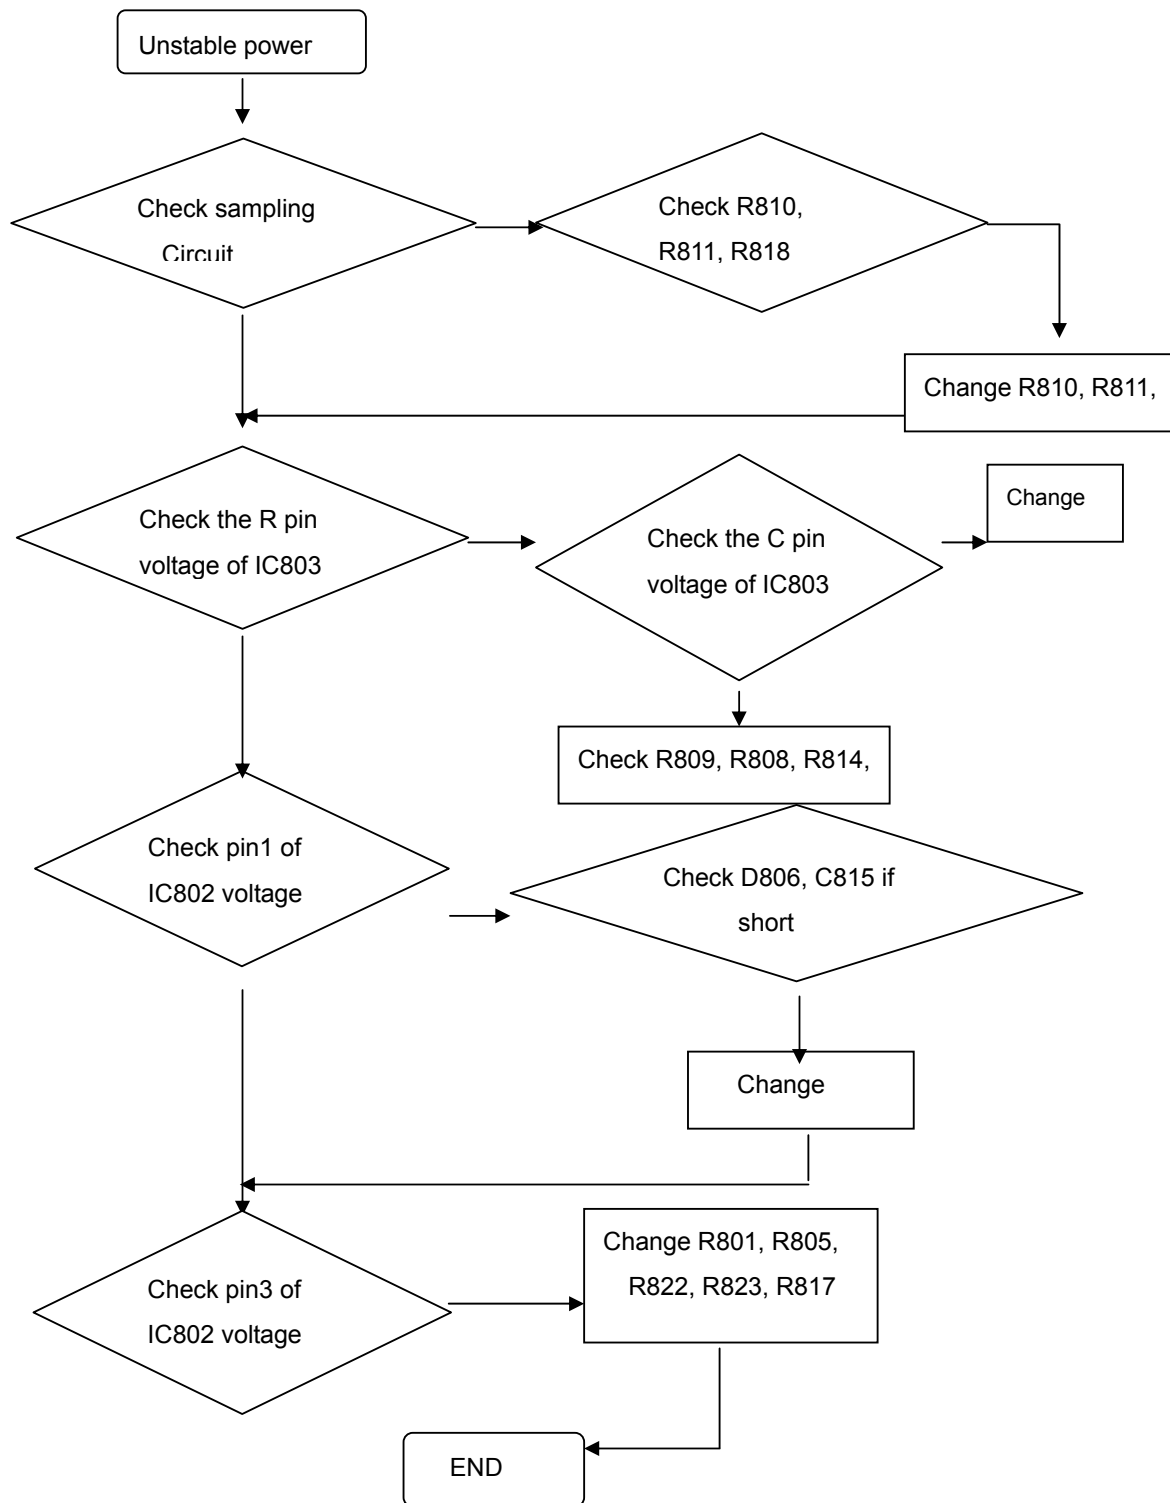 Unstable power
Check sampling
Circuit
Check R810,
R811, R818
Change R810, R811,
Check the R pin
voltage of IC803
Check the C pin
voltage of IC803
Change
Check R809, R808, R814,
Check pin1 of
IC802 voltage
Check D806, C815 if
short
Change
Check pin3 of
IC802 voltage
Change R801, R805,
R822, R823, R817
END